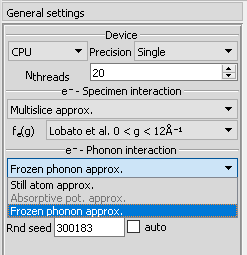 General settings
Device
CPU Precision Single
Nthreads 20
e⁻ - Specimen interaction
Multislice approx.
fₑ(g) Lobato et al. 0 < g < 12Å⁻¹
e⁻ - Phonon interaction
Frozen phonon approx.
Still atom approx.
Absorptive pot. approx.
Frozen phonon approx.
Rnd seed 300183 auto